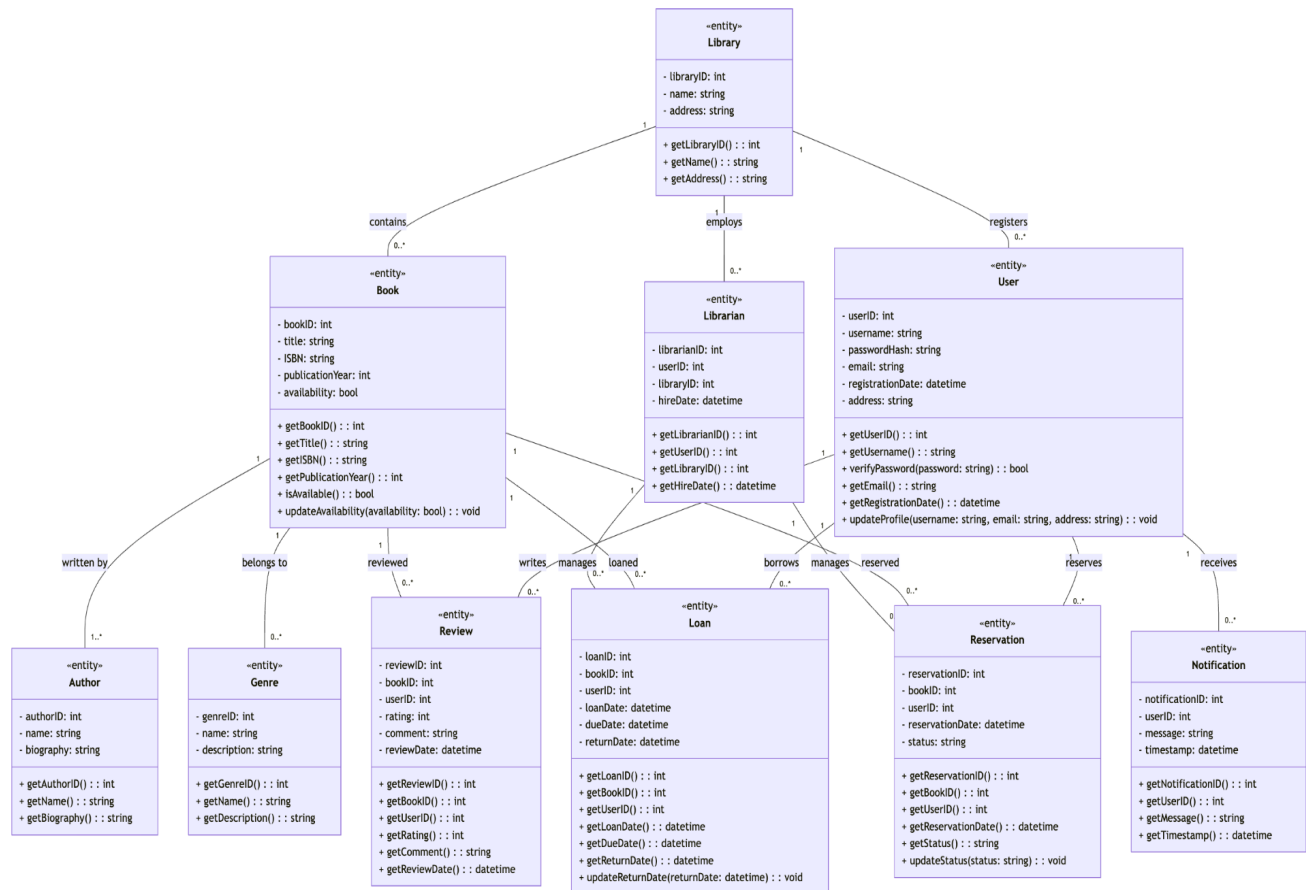 «entity»
Library
- libraryID: int
- name: string
- address: string
+ getLibraryID() : : int
+ getName() : : string
+ getAddress() : : string
1
1
1
contains
employs
registers
0..*
0..*
0..*
«entity»
Book
- bookID: int
- title: string
- ISBN: string
- publicationYear: int
- availability: bool
+ getBookID() : : int
+ getTitle() : : string
+ getISBN() : : string
+ getPublicationYear() : : int
+ isAvailable() : : bool
+ updateAvailability(availability: bool) : : void
«entity»
Librarian
- librarianID: int
- userID: int
- libraryID: int
- hireDate: datetime
+ getLibrarianID() : : int
+ getUserID() : : int
+ getLibraryID() : : int
+ getHireDate() : : datetime
«entity»
User
- userID: int
- username: string
- passwordHash: string
- email: string
- registrationDate: datetime
- address: string
+ getUserID() : : int
+ getUsername() : : string
+ verifyPassword(password: string) : : bool
+ getEmail() : : string
+ getRegistrationDate() : : datetime
+ updateProfile(username: string, email: string, address: string) : : void
1
1
1
1
1
1
1
1
1
1
1
written by
belongs to
reviewed
writes
manages
loaned
borrows
manages
reserved
reserves
receives
1..*
0..*
0..*
0..*
0..*
0..*
0..*
0..*
0..*
0..*
«entity»
Author
- authorID: int
- name: string
- biography: string
+ getAuthorID() : : int
+ getName() : : string
+ getBiography() : : string
«entity»
Genre
- genreID: int
- name: string
- description: string
+ getGenreID() : : int
+ getName() : : string
+ getDescription() : : string
«entity»
Review
- reviewID: int
- bookID: int
- userID: int
- rating: int
- comment: string
- reviewDate: datetime
+ getReviewID() : : int
+ getBookID() : : int
+ getUserID() : : int
+ getRating() : : int
+ getComment() : : string
+ getReviewDate() : : datetime
«entity»
Loan
- loanID: int
- bookID: int
- userID: int
- loanDate: datetime
- dueDate: datetime
- returnDate: datetime
+ getLoanID() : : int
+ getBookID() : : int
+ getUserID() : : int
+ getLoanDate() : : datetime
+ getDueDate() : : datetime
+ getReturnDate() : : datetime
+ updateReturnDate(returnDate: datetime) : : void
«entity»
Reservation
- reservationID: int
- bookID: int
- userID: int
- reservationDate: datetime
- status: string
+ getReservationID() : : int
+ getBookID() : : int
+ getUserID() : : int
+ getReservationDate() : : datetime
+ getStatus() : : string
+ updateStatus(status: string) : : void
«entity»
Notification
- notificationID: int
- userID: int
- message: string
- timestamp: datetime
+ getNotificationID() : : int
+ getUserID() : : int
+ getMessage() : : string
+ getTimestamp() : : datetime